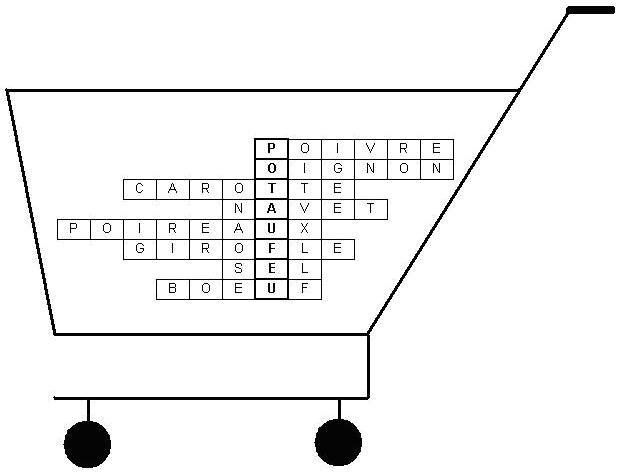 POIVRE
OIGNON
CAROTTE
NAVET
POIREAUX
GIROFLE
SEL
BOEUF